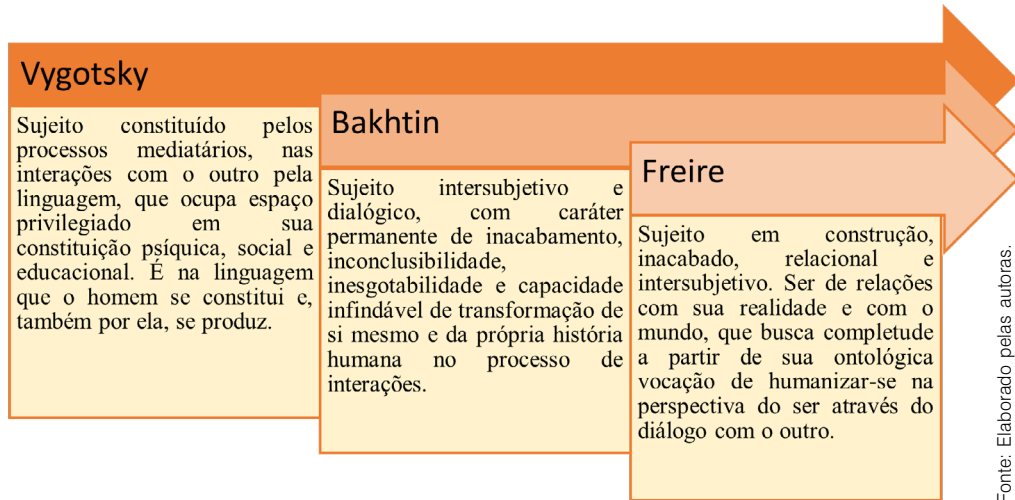 Vygotsky
Sujeito constituído pelos
processos mediatários, nas
interações com o outro pela
linguagem, que ocupa espaço
privilegiado em sua
constituição psíquica, social e
educacional. É na linguagem
que o homem se constitui e,
também por ela, se produz.
Bakhtin
Sujeito intersubjetivo e
dialógico, com caráter
permanente de inacabamento,
inconclusibilidade,
inesgotabilidade e capacidade
infindável de transformação de
si mesmo e da própria história
humana no processo de
interações.
Freire
Sujeito em construção,
inacabado, relacional e
intersubjetivo. Ser de relações
com sua realidade e com o
mundo, que busca completude
a partir de sua ontológica
vocação de humanizar-se na
perspectiva do ser através do
diálogo com o outro.
Fonte: Elaborado pelas autoras.